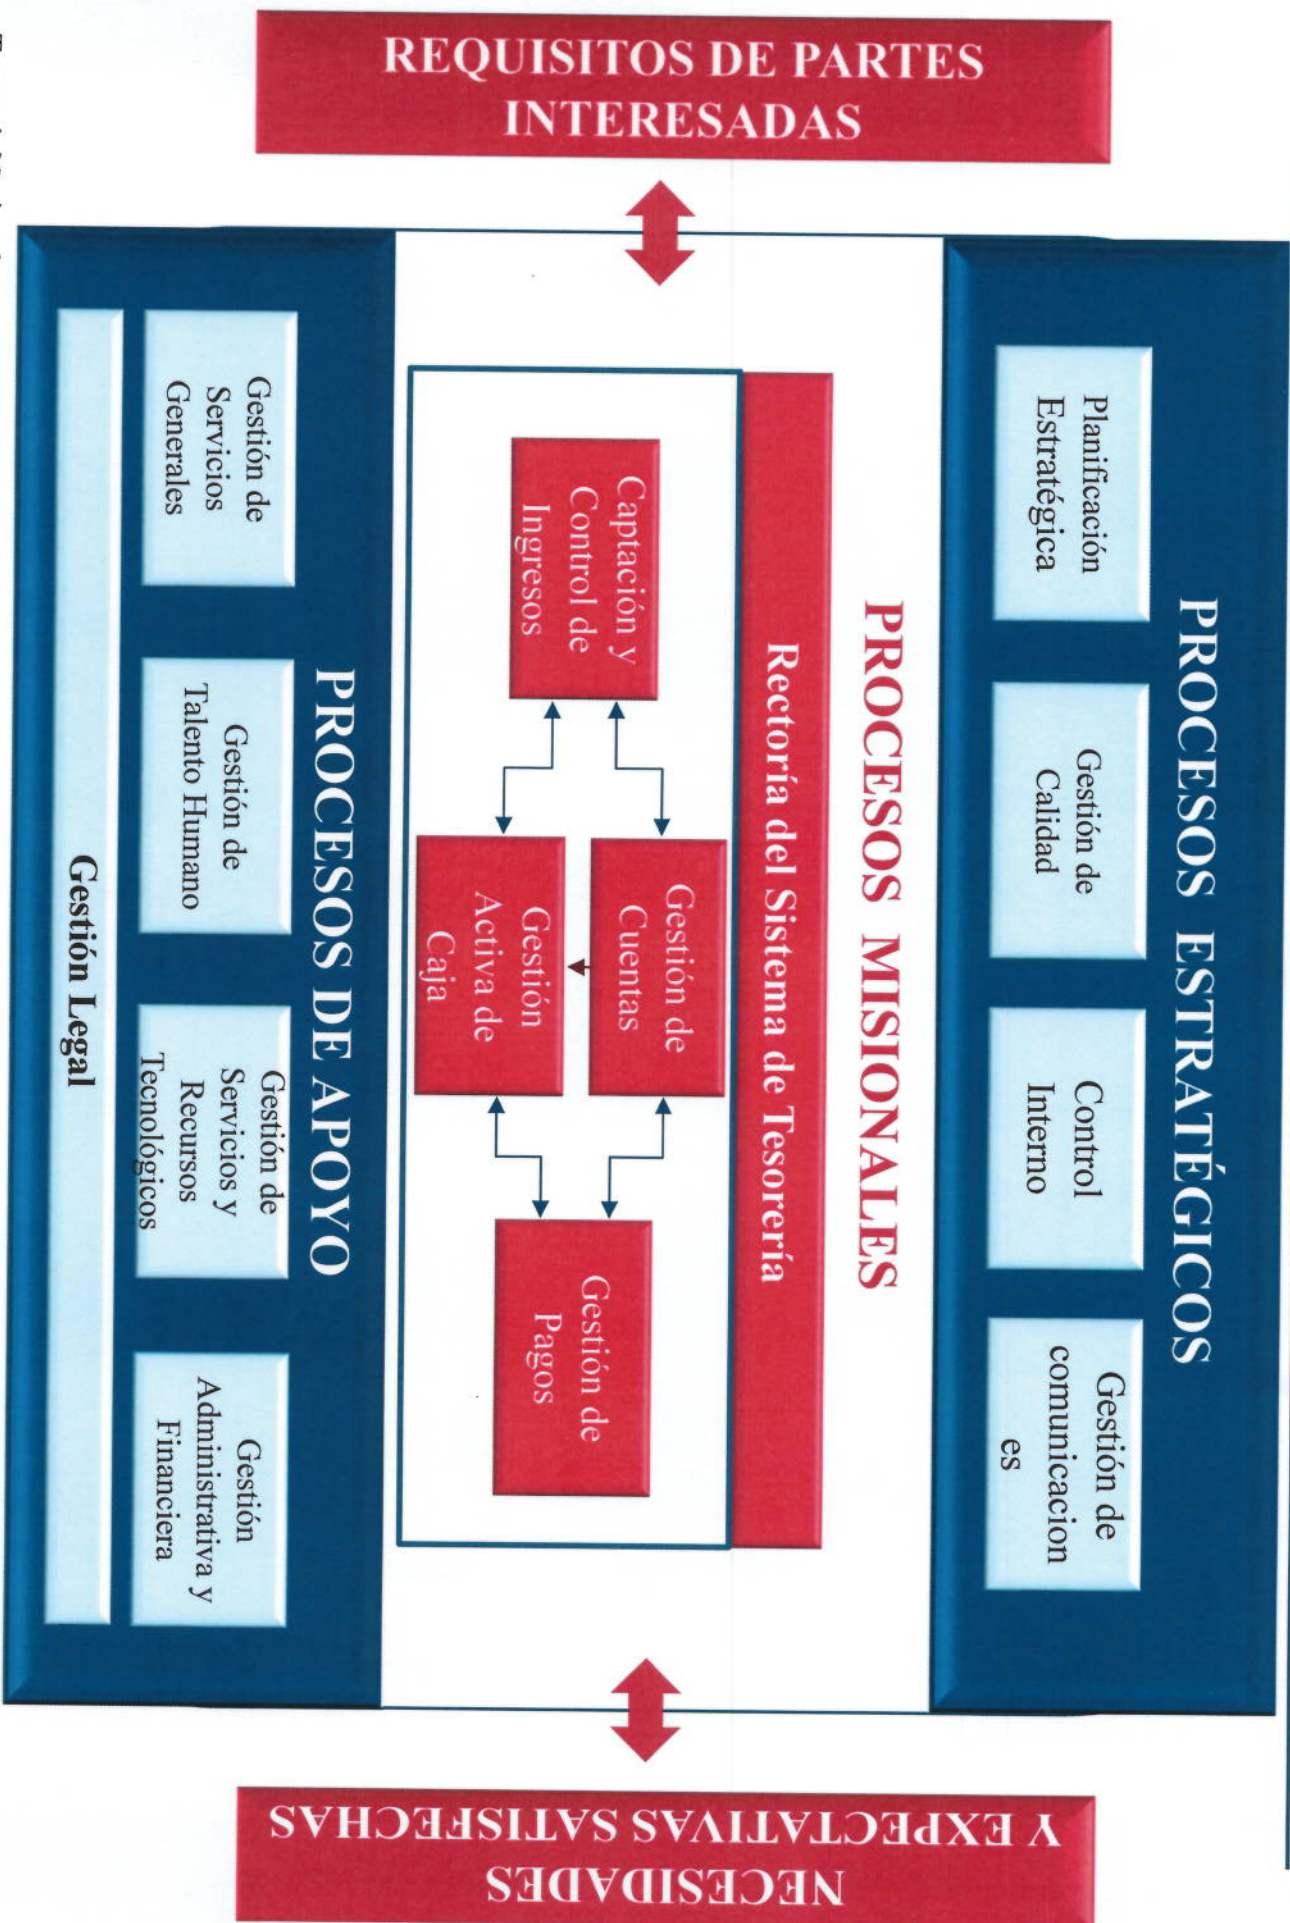 REQUISITOS DE PARTES
INTERESADAS
PROCESOS ESTRATÉGICOS
Planificación
Estratégica
Gestión de
Calidad
Control
Interno
Gestión de
comunicacion
es
PROCESOS MISIONALES
Rectoría del Sistema de Tesorería
Captación y
Control de
Ingresos
Gestión de
Cuentas
Gestión
Activa de
Caja
Gestión de
Pagos
PROCESOS DE APOYO
Gestión de
Servicios
Generales
Gestión de
Talento Humano
Gestión de
Servicios y
Recursos
Tecnológicos
Gestión
Administrativa y
Financiera
Gestión Legal
NECESIDADES
Y EXPECTATIVAS SATISFECHAS